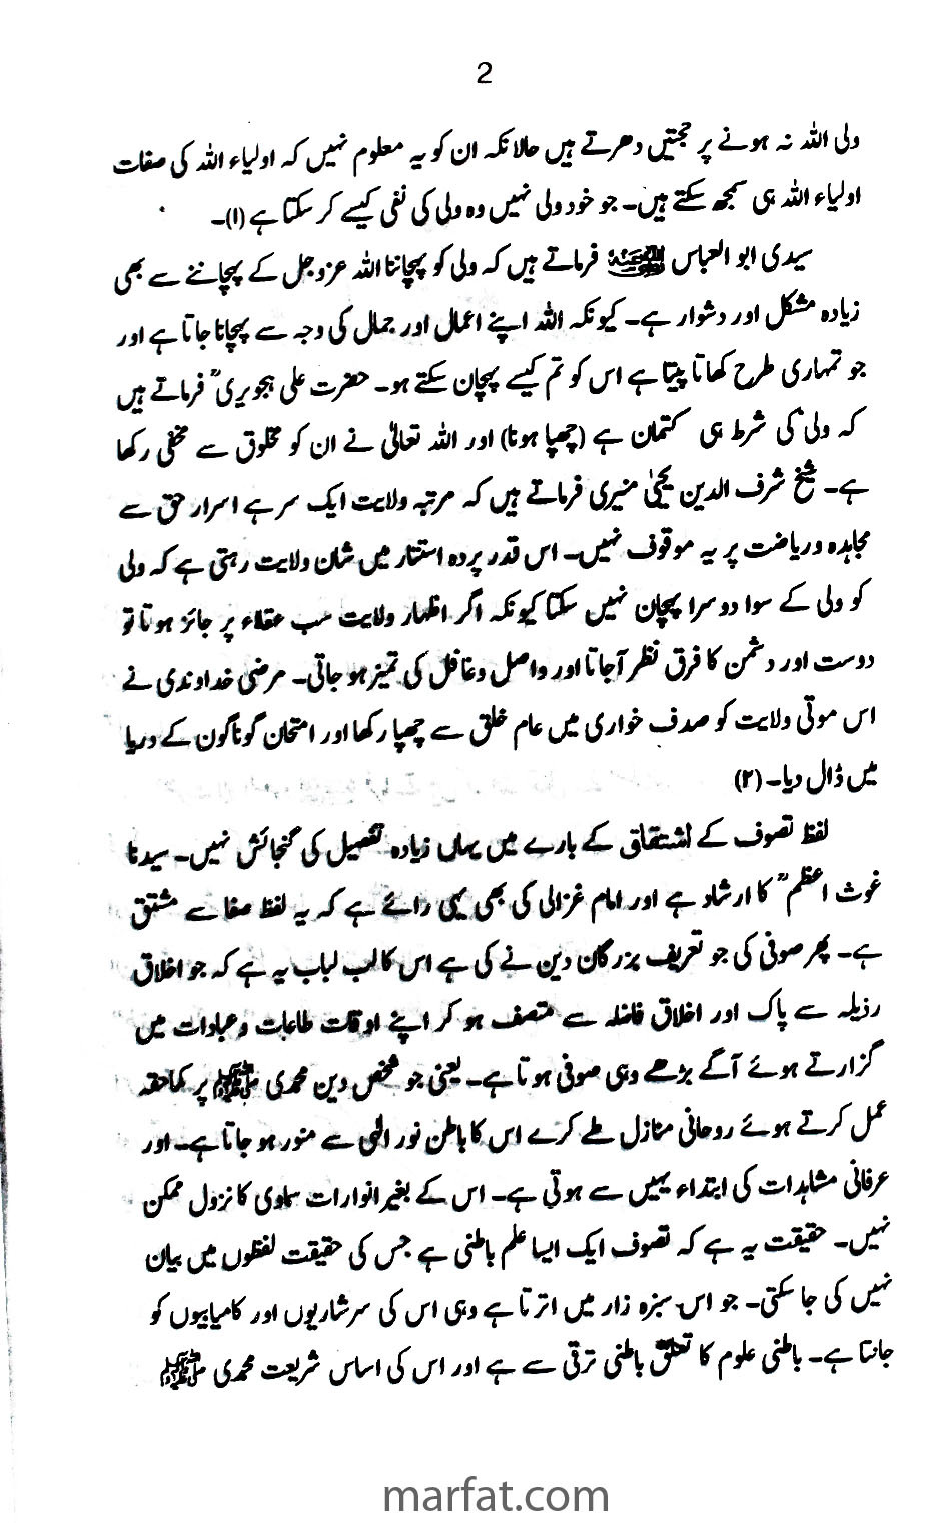 2
ولی اللہ نہ ہونے پر حجتیں دھرتے ہیں حالانکہ ان کو یہ معلوم نہیں کہ اولیاء اللہ کی صفات
اولیاء اللہ ہی سمجھ سکتے ہیں۔ جو خود ولی نہیں وہ ولی کی نفی کیسے کر سکتا ہے (۱)۔
سیدی ابو العباس رضی اللہ عنہ فرماتے ہیں کہ ولی کو پہچاننا اللہ عزوجل کے پہچاننے سے بھی
زیادہ مشکل اور دشوار ہے۔ کیونکہ اللہ اپنے اعمال اور جمال کی وجہ سے پہچانا جاتا ہے اور
جو تمہاری طرح کھاتا پیتا ہے اس کو تم کیسے پہچان سکتے ہو۔ حضرت علی ہجویریؒ فرماتے ہیں
کہ ولی کی شرط ہی کتمان ہے (چھپا ہونا) اور اللہ تعالیٰ نے ان کو مخلوق سے مخفی رکھا
ہے۔ شیخ شرف الدین یحییٰ منیری فرماتے ہیں کہ مرتبہ ولایت ایک سر ہے اسرار حق سے
مجاہدہ و ریاضت پر یہ موقوف نہیں۔ اس قدر پردہ استتار میں شان ولایت رہتی ہے کہ ولی
کو ولی کے سوا دوسرا پہچان نہیں سکتا کیونکہ اگر اظہار ولایت سب عقلاء پر جائز ہوتا تو
دوست اور دشمن کا فرق نظر آجاتا اور واصل و غافل کی تمیز ہو جاتی۔ مرضی خداوندی نے
اس موتی ولایت کو صدف خواری میں عام خلق سے چھپا رکھا اور امتحان گوناگون کے دریا
میں ڈال دیا۔ (۲)
لفظ تصوف کے اشتقاق کے بارے میں یہاں زیادہ تفصیل کی گنجائش نہیں۔ سیدنا
غوث اعظمؒ کا ارشاد ہے اور امام غزالی کی بھی یہی رائے ہے کہ یہ لفظ صفا سے مشتق
ہے۔ پھر صوفی کی جو تعریف بزرگان دین نے کی ہے اس کا لب لباب یہ ہے کہ جو اخلاق
رذیلہ سے پاک اور اخلاق فاضلہ سے متصف ہو کر اپنے اوقات طاعات و عبادات میں
گزارتے ہوئے آگے بڑھے وہی صوفی ہوتا ہے۔ یعنی جو شخص دین محمدی ﷺ پر کماحقہ
عمل کرتے ہوئے روحانی منازل طے کرے اس کا باطن نور الٰہی سے منور ہو جاتا ہے۔ اور
عرفانی مشاہدات کی ابتداء یہیں سے ہوتی ہے۔ اس کے بغیر انوارات سماوی کا نزول ممکن
نہیں۔ حقیقت یہ ہے کہ تصوف ایک ایسا علم باطنی ہے جس کی حقیقت لفظوں میں بیان
نہیں کی جا سکتی۔ جو اس سبزہ زار میں اترتا ہے وہی اس کی سرشاریوں اور کامیابیوں کو
جانتا ہے۔ باطنی علوم کا تعلق باطنی ترقی سے ہے اور اس کی اساس شریعت محمدی ﷺ
marfat.com